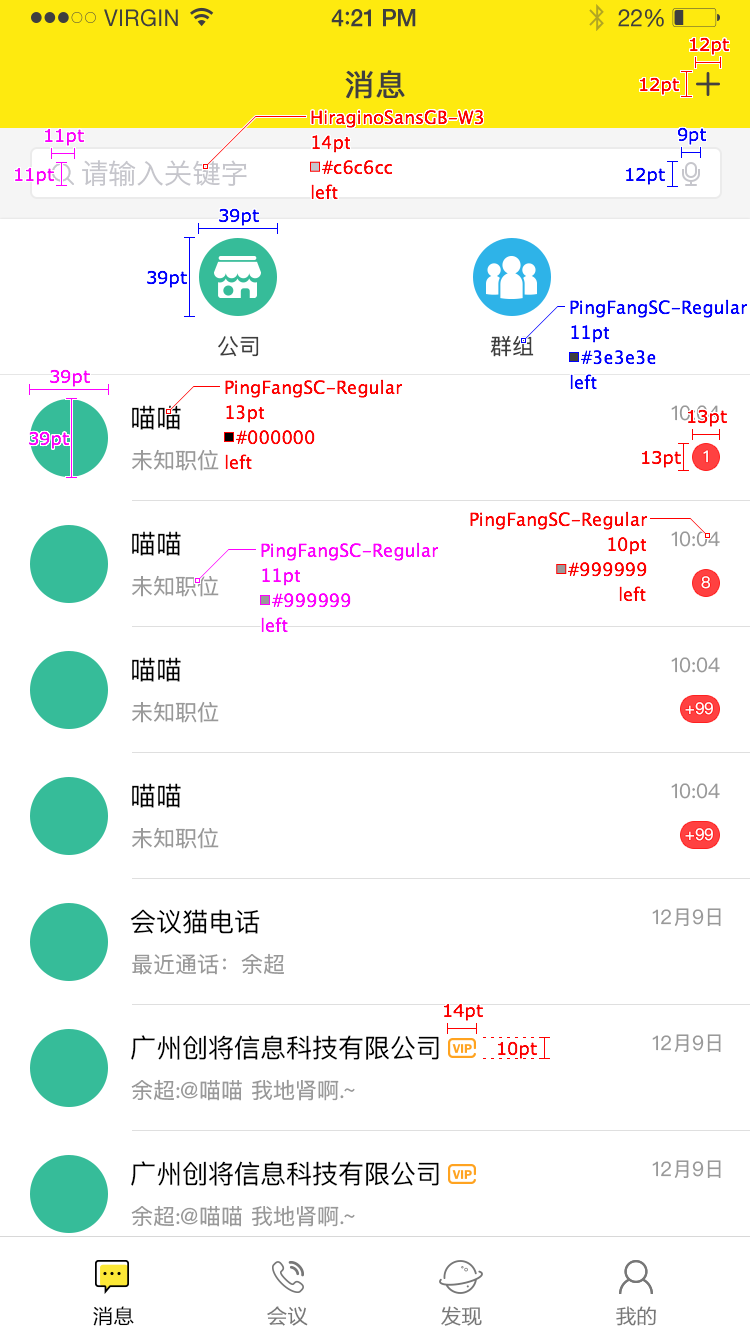 VIRGIN
4:21 PM
22%
12pt
消息
12pt
11pt
HiraginoSansGB-W3
14pt
#c6c6cc
left
9pt
11pt
请输入关键字
12pt
39pt
39pt
公司
群组
PingFangSC-Regular
11pt
#3e3e3e
left
39pt
39pt
喵喵
PingFangSC-Regular
13pt
#000000
left
10:04
13pt
未知职位
13pt
1
喵喵
PingFangSC-Regular
10pt
#999999
left
10:04
未知职位
PingFangSC-Regular
11pt
#999999
left
8
喵喵
10:04
未知职位
+99
喵喵
10:04
未知职位
+99
会议猫电话
12月9日
最近通话：余超
14pt
广州创将信息科技有限公司
VIP
10pt
12月9日
余超:@喵喵 我地肾啊.~
广州创将信息科技有限公司
VIP
12月9日
余超:@喵喵 我地肾啊.~
消息
会议
发现
我的